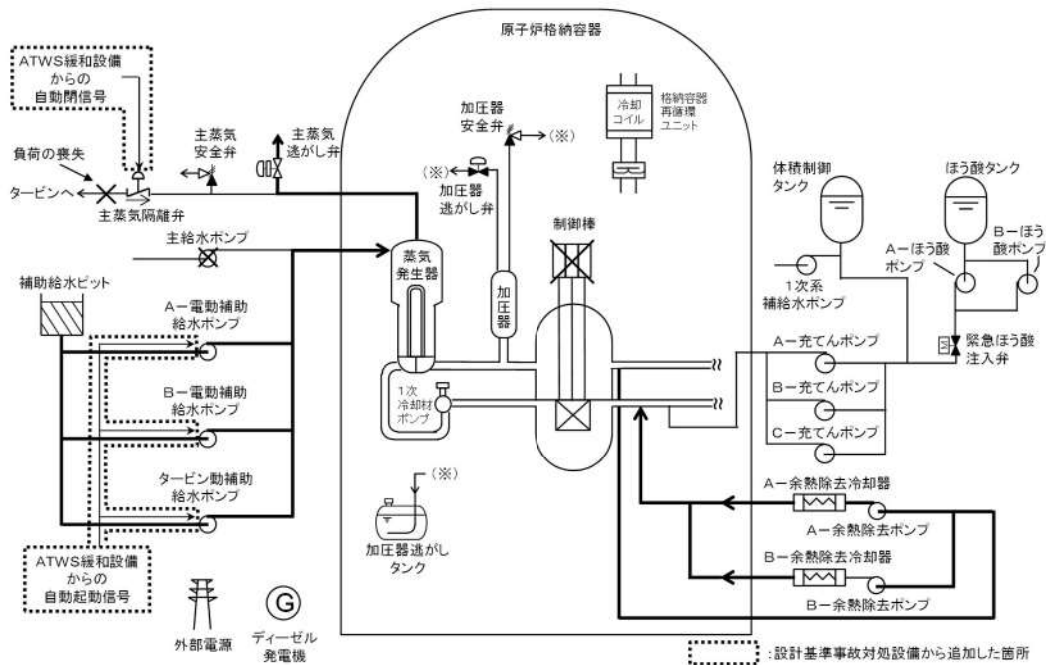 原子炉格納容器
ATWS緩和設備
からの
自動閉信号
負荷の喪失
タービンへ
主蒸気隔離弁
主蒸気
安全弁
主蒸気
逃がし弁
主給水ポンプ
補助給水ピット
A-電動補助
給水ポンプ
B-電動補助
給水ポンプ
タービン動補助
給水ポンプ
ATWS緩和設備
からの
自動起動信号
外部電源
G
ディーゼル
発電機
加圧器
安全弁
(※)
(※)
加圧器
逃がし弁
冷却
コイル
格納容器
再循環
ユニット
制御棒
蒸気
発生器
加圧器
1次
冷却材
ポンプ
(※)
加圧器逃がし
タンク
体積制御
タンク
ほう酸タンク
A-ほう酸
ポンプ
B-ほう
酸ポンプ
1次系
補給水ポンプ
M
緊急ほう酸
注入弁
A-充てんポンプ
B-充てんポンプ
C-充てんポンプ
A-余熱除去冷却器
A-余熱除去ポンプ
B-余熱除去冷却器
B-余熱除去ポンプ
:設計基準事故対処設備から追加した箇所